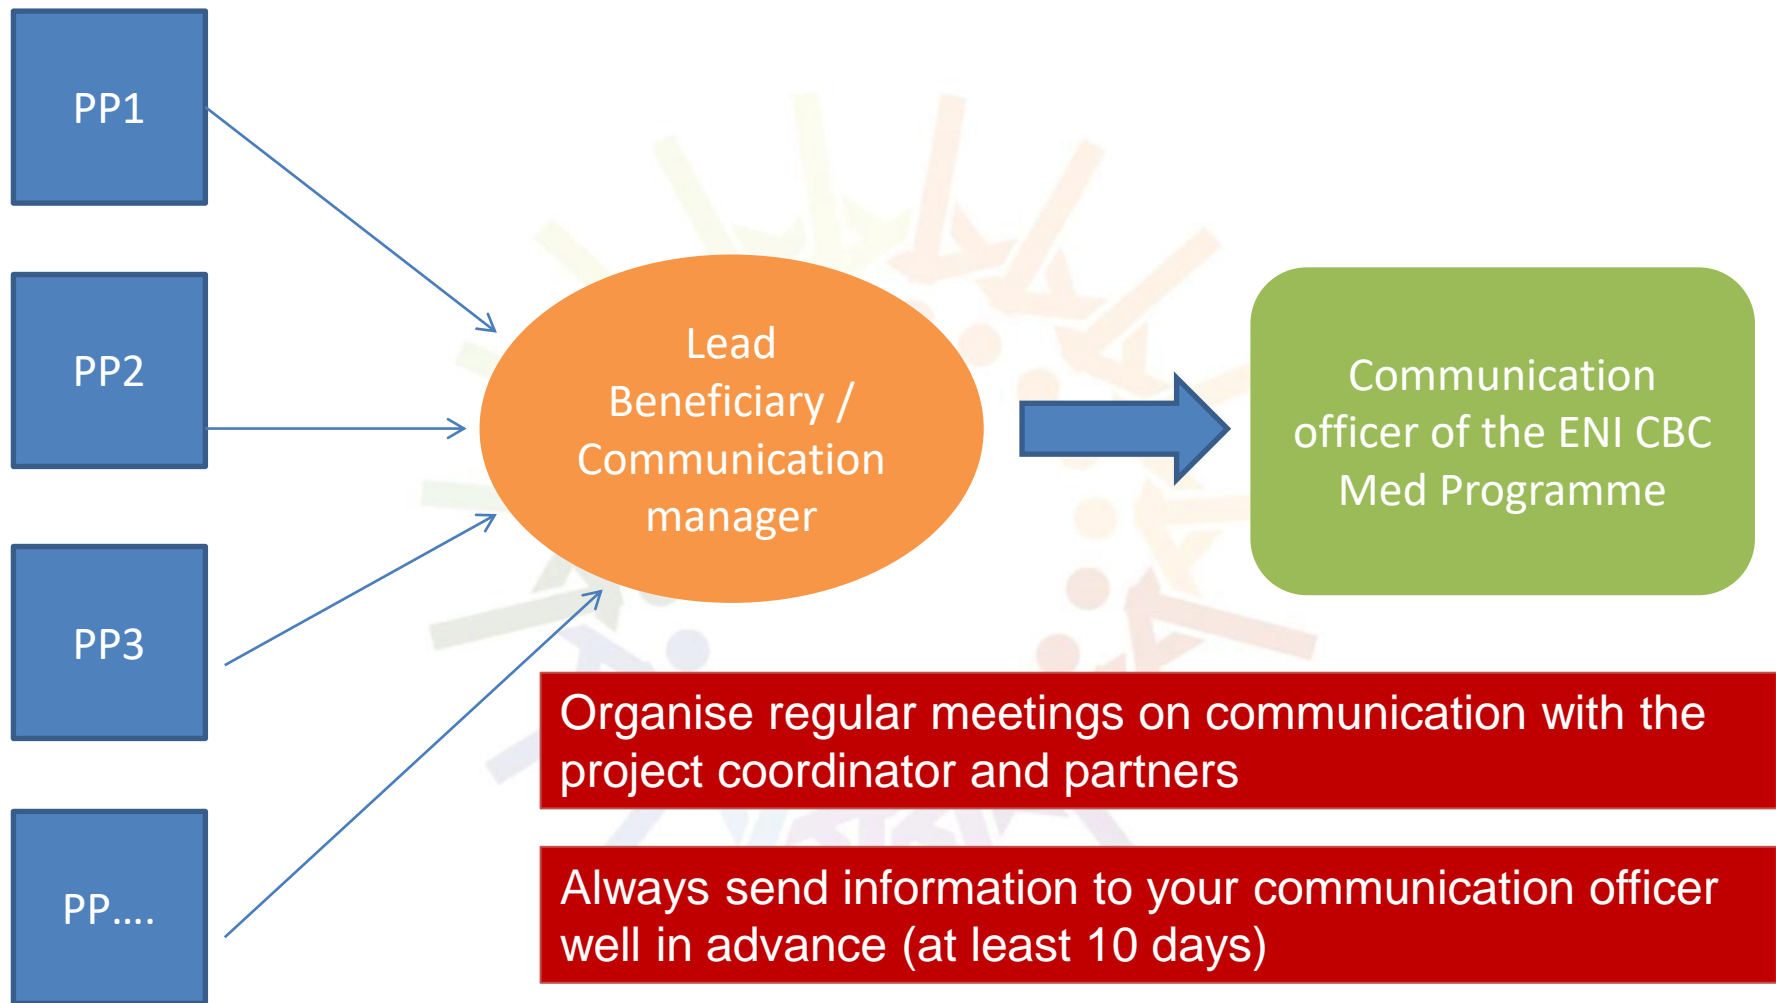 PP1
PP2
PP3
PP....
Lead
Beneficiary /
Communication
manager
Communication
officer of the ENI CBC
Med Programme
Organise regular meetings on communication with the
project coordinator and partners
Always send information to your communication officer
well in advance (at least 10 days)